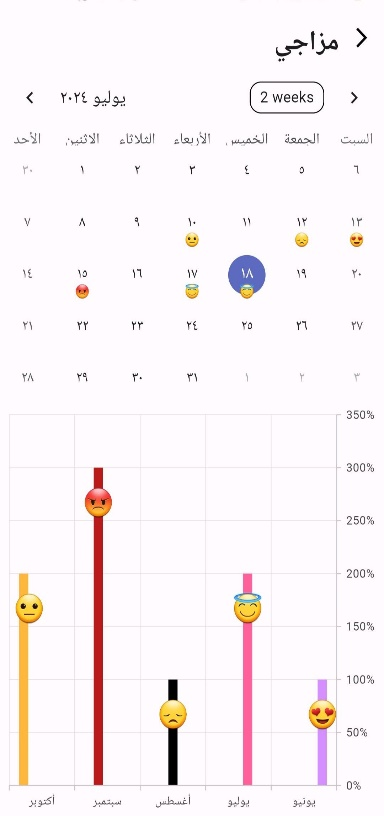 مزاجي
يوليو ٢٠٢٤
2 weeks
الأحد الاثنين الثلاثاء الأربعاء الخميس الجمعة السبت
٣٠ ١ ٢ ٣ ٤ ٥ ٦
٧ ٨ ٩ ١٠ ١١ ١٢ ١٣
١٤ ١٥ ١٦ ١٧ ١٨ ١٩ ٢٠
٢١ ٢٢ ٢٣ ٢٤ ٢٥ ٢٦ ٢٧
٢٨ ٢٩ ٣٠ ٣١ ١ ٢ ٣
350%
300%
250%
200%
150%
100%
50%
0%
يونيو يوليو أغسطس سبتمبر أكتوبر